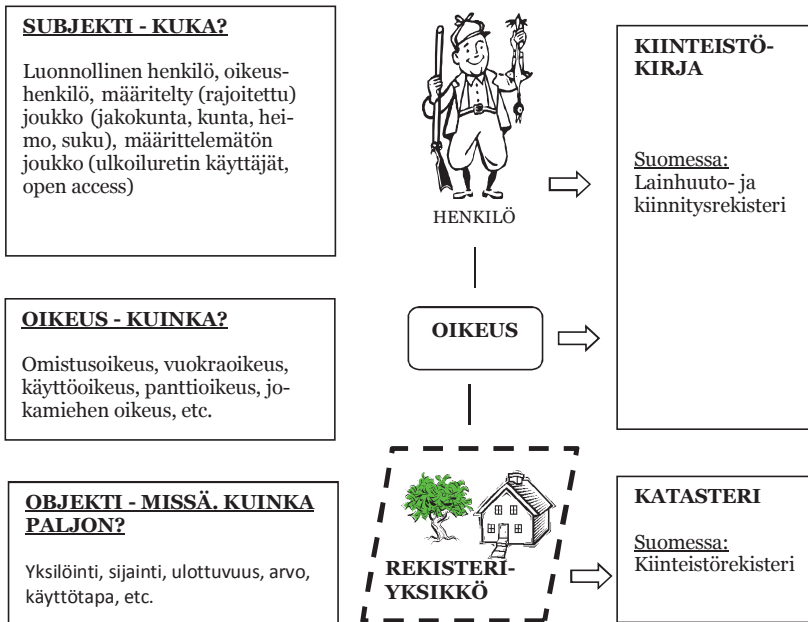 SUBJEKTI - KUKA?
Luonnollinen henkilö, oikeus-
henkilö, määritelty (rajoitettu)
joukko (jakokunta, kunta, hei-
mo, suku), määrittelemätön
joukko (ulkoiluretin käyttäjät,
open access)
HENKILÖ
KIINTEISTÖ-
KIRJA
Suomessa:
Lainhuuto- ja
kiinnitysrekisteri
OIKEUS - KUINKA?
Omistusoikeus, vuokraoikeus,
käyttöoikeus, panttioikeus, jo-
kamiehen oikeus, etc.
OIKEUS
OBJEKTI - MISSÄ. KUINKA
PALJON?
Yksilöinti, sijainti, ulottuvuus, arvo,
käyttötapa, etc.
REKISTERI-
YKSIKKÖ
KATASTERI
Suomessa:
Kiinteistörekisteri